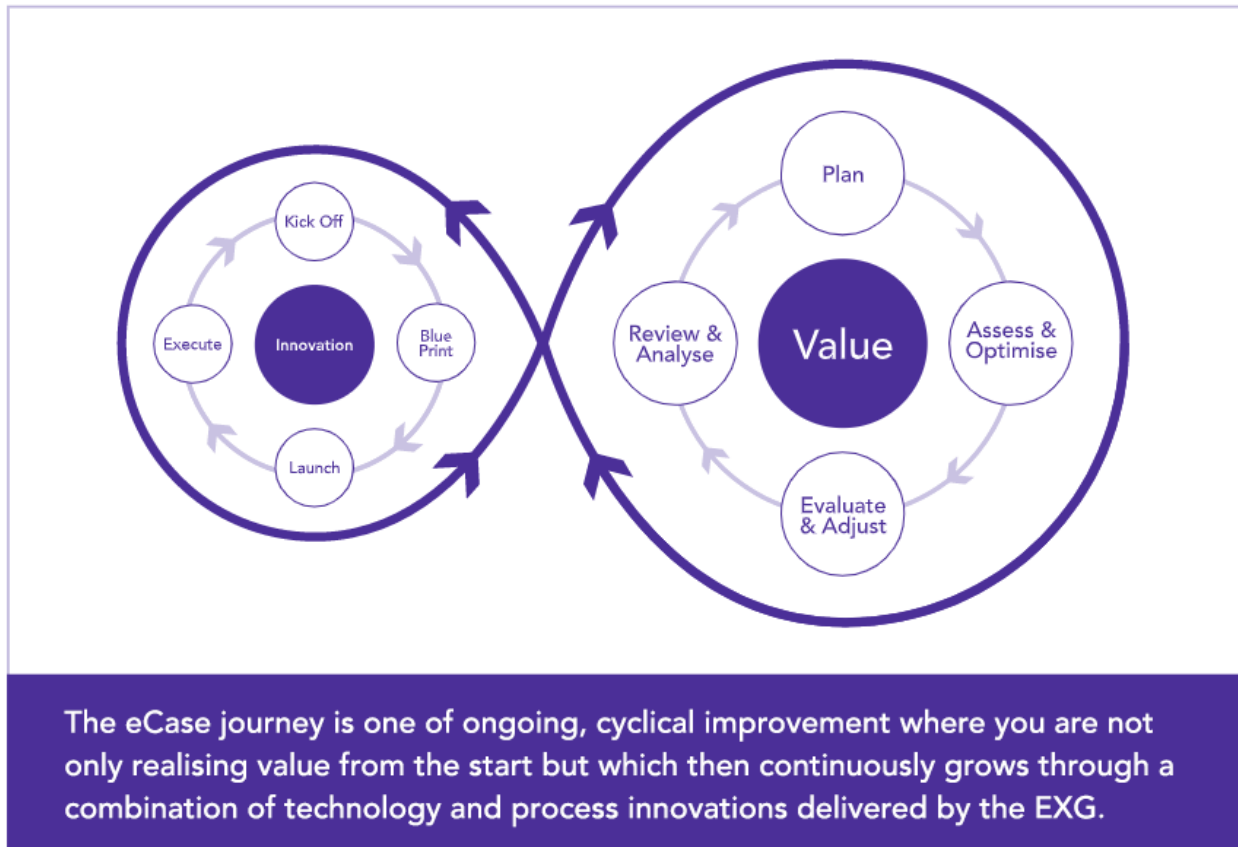 Kick Off
Execute
Innovation
Blue
Print
Launch
Plan
Review &
Analyse
Value
Assess &
Optimise
Evaluate
& Adjust
The eCase journey is one of ongoing, cyclical improvement where you are not
only realising value from the start but which then continuously grows through a
combination of technology and process innovations delivered by the EXG.